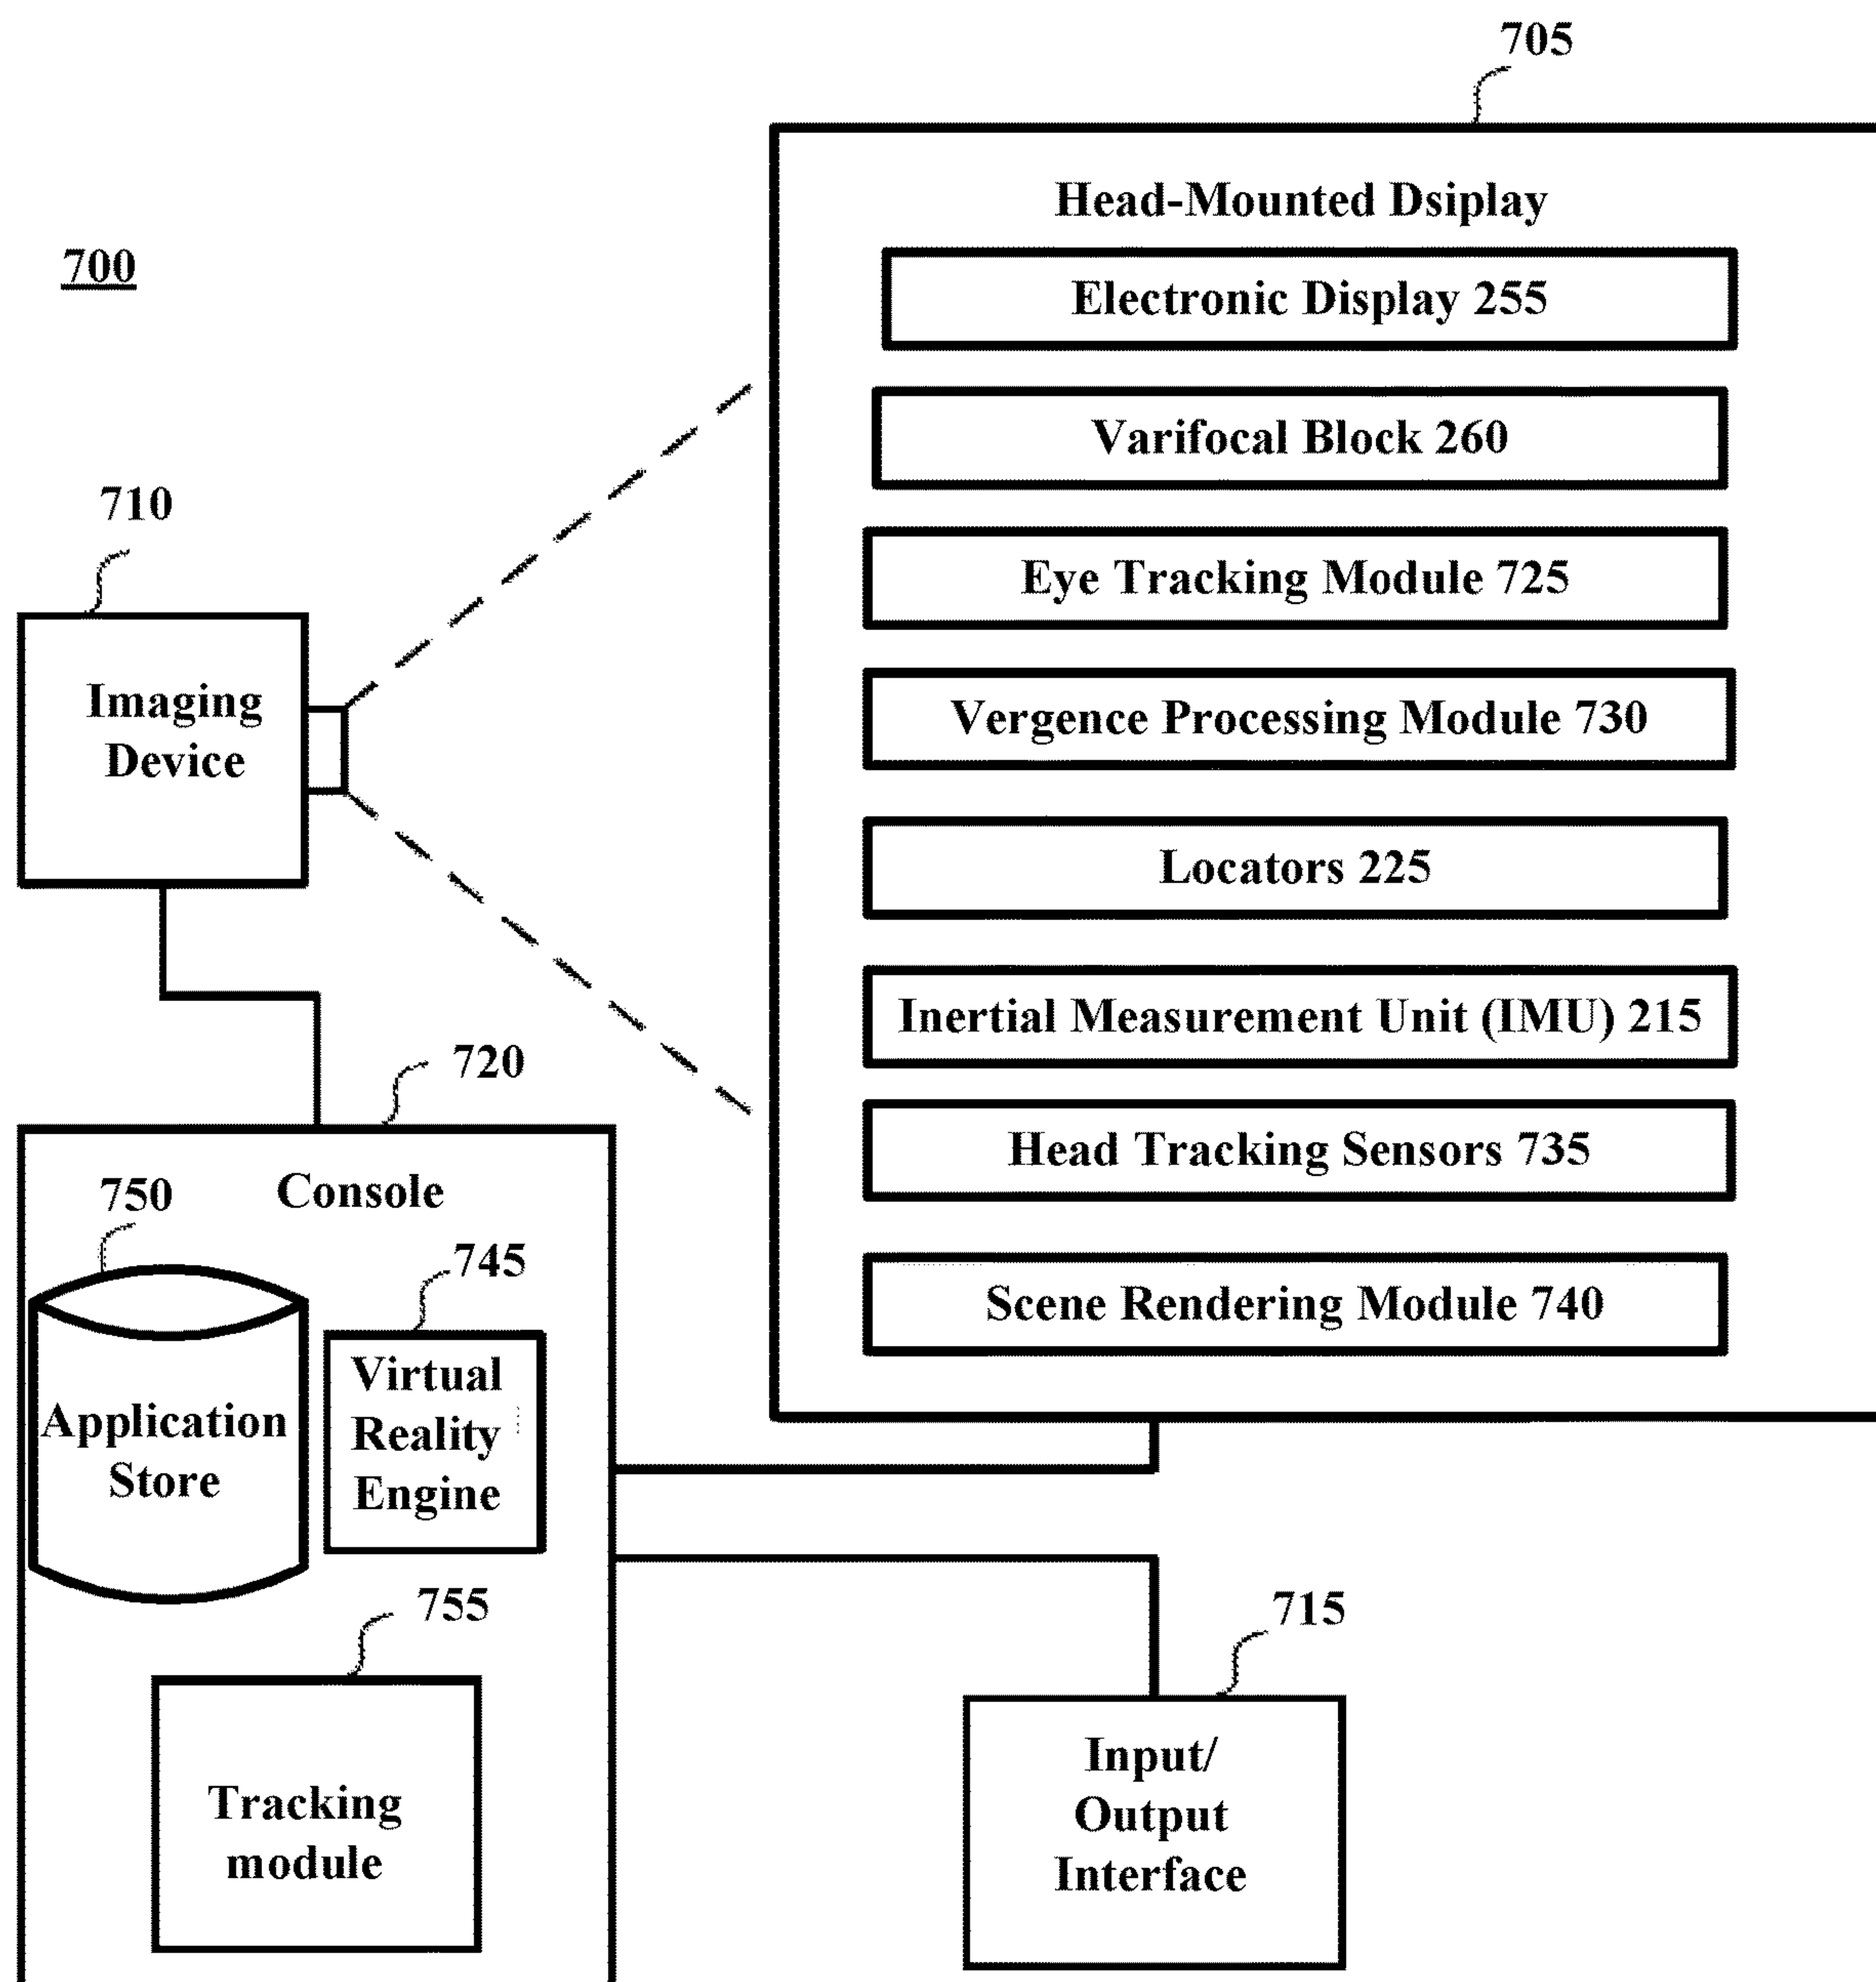 705
Head-Mounted Dsiplay
700
Electronic Display 255
Varifocal Block 260
710
Eye Tracking Module 725
Imaging
Device
Vergence Processing Module 730
Locators 225
Inertial Measurement Unit (IMU) 215
720
Head Tracking Sensors 735
Console
750
745
Scene Rendering Module 740
Virtual
Reality
Engine
Application
Store
755
715
Tracking
module
Input/
Output
Interface